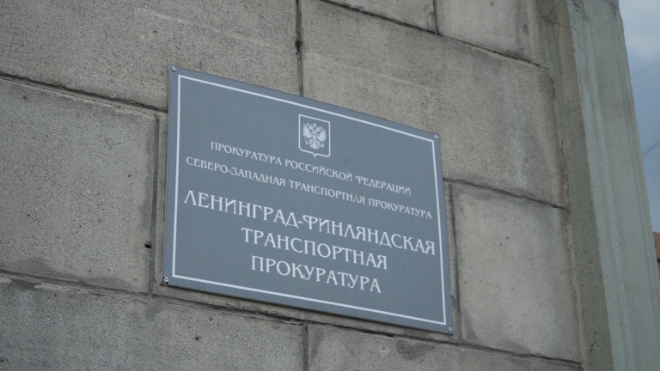 ПРОКУРАТУРА РОССИЙСКОЙ ФЕДЕРАЦИИ
СЕВЕРО-ЗАПАДНАЯ ТРАНСПОРТНАЯ ПРОКУРАТУРА
ЛЕНИНГРАД-ФИНЛЯНДСКАЯ
ТРАНСПОРТНАЯ
ПРОКУРАТУРА